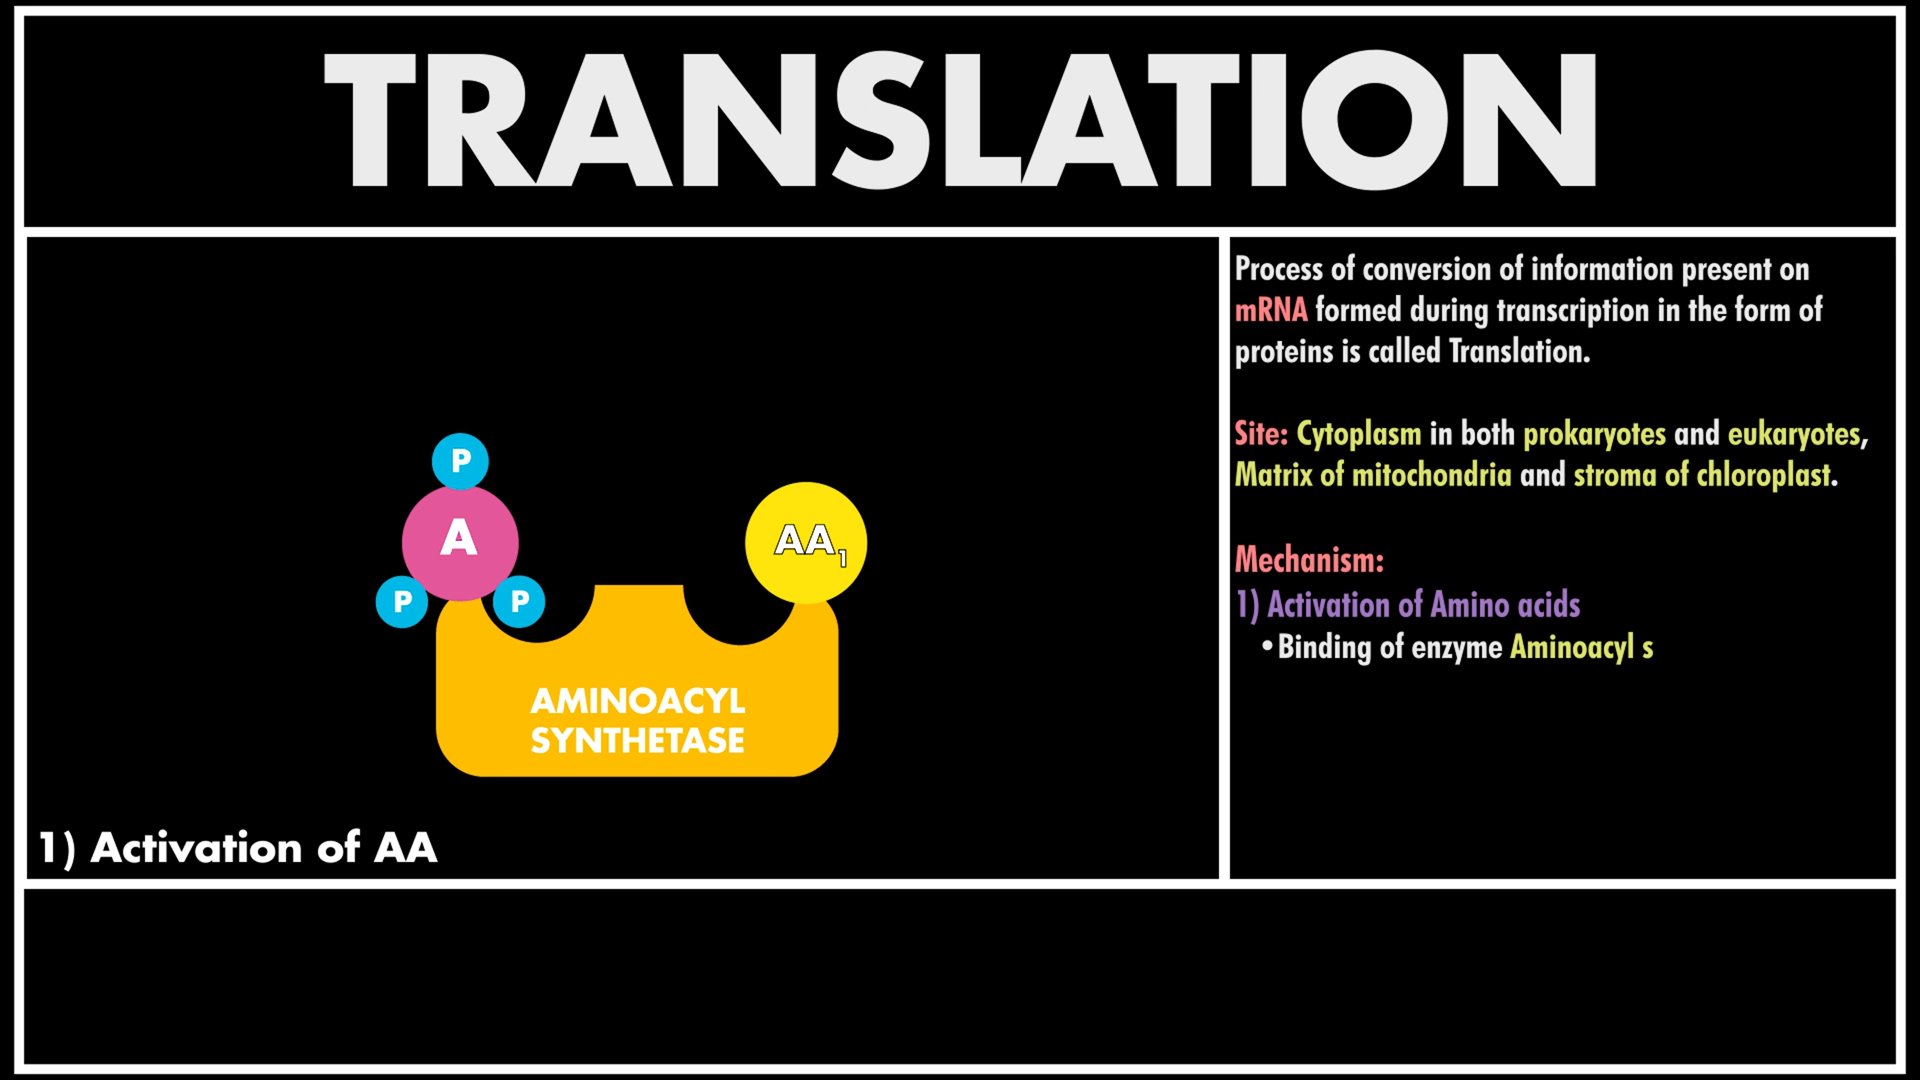 TRANSLATION
P
A
P
P
AA1
AMINOACYL
SYNTHETASE
1) Activation of AA
Process of conversion of information present on
mRNA formed during transcription in the form of
proteins is called Translation.
Site: Cytoplasm in both prokaryotes and eukaryotes,
Matrix of mitochondria and stroma of chloroplast.
Mechanism:
1) Activation of Amino acids
•Binding of enzyme Aminoacyl s